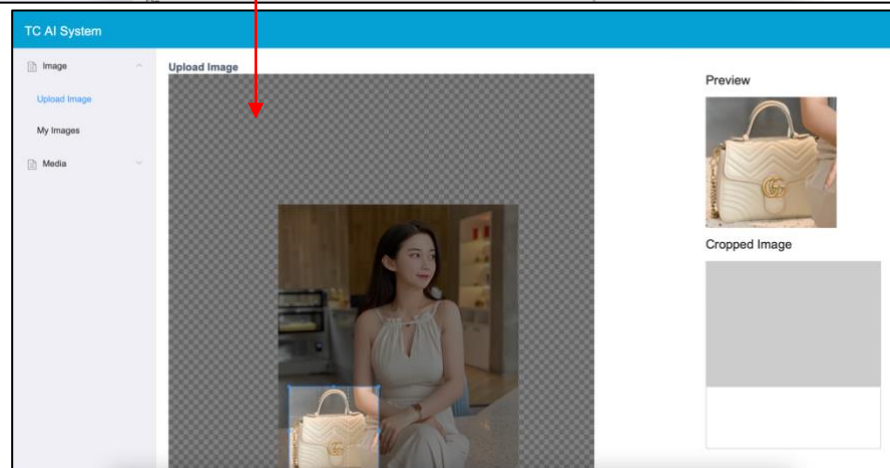 TC AI System
Image
Upload Image
My Images
Media
Upload Image
Preview
Cropped Image